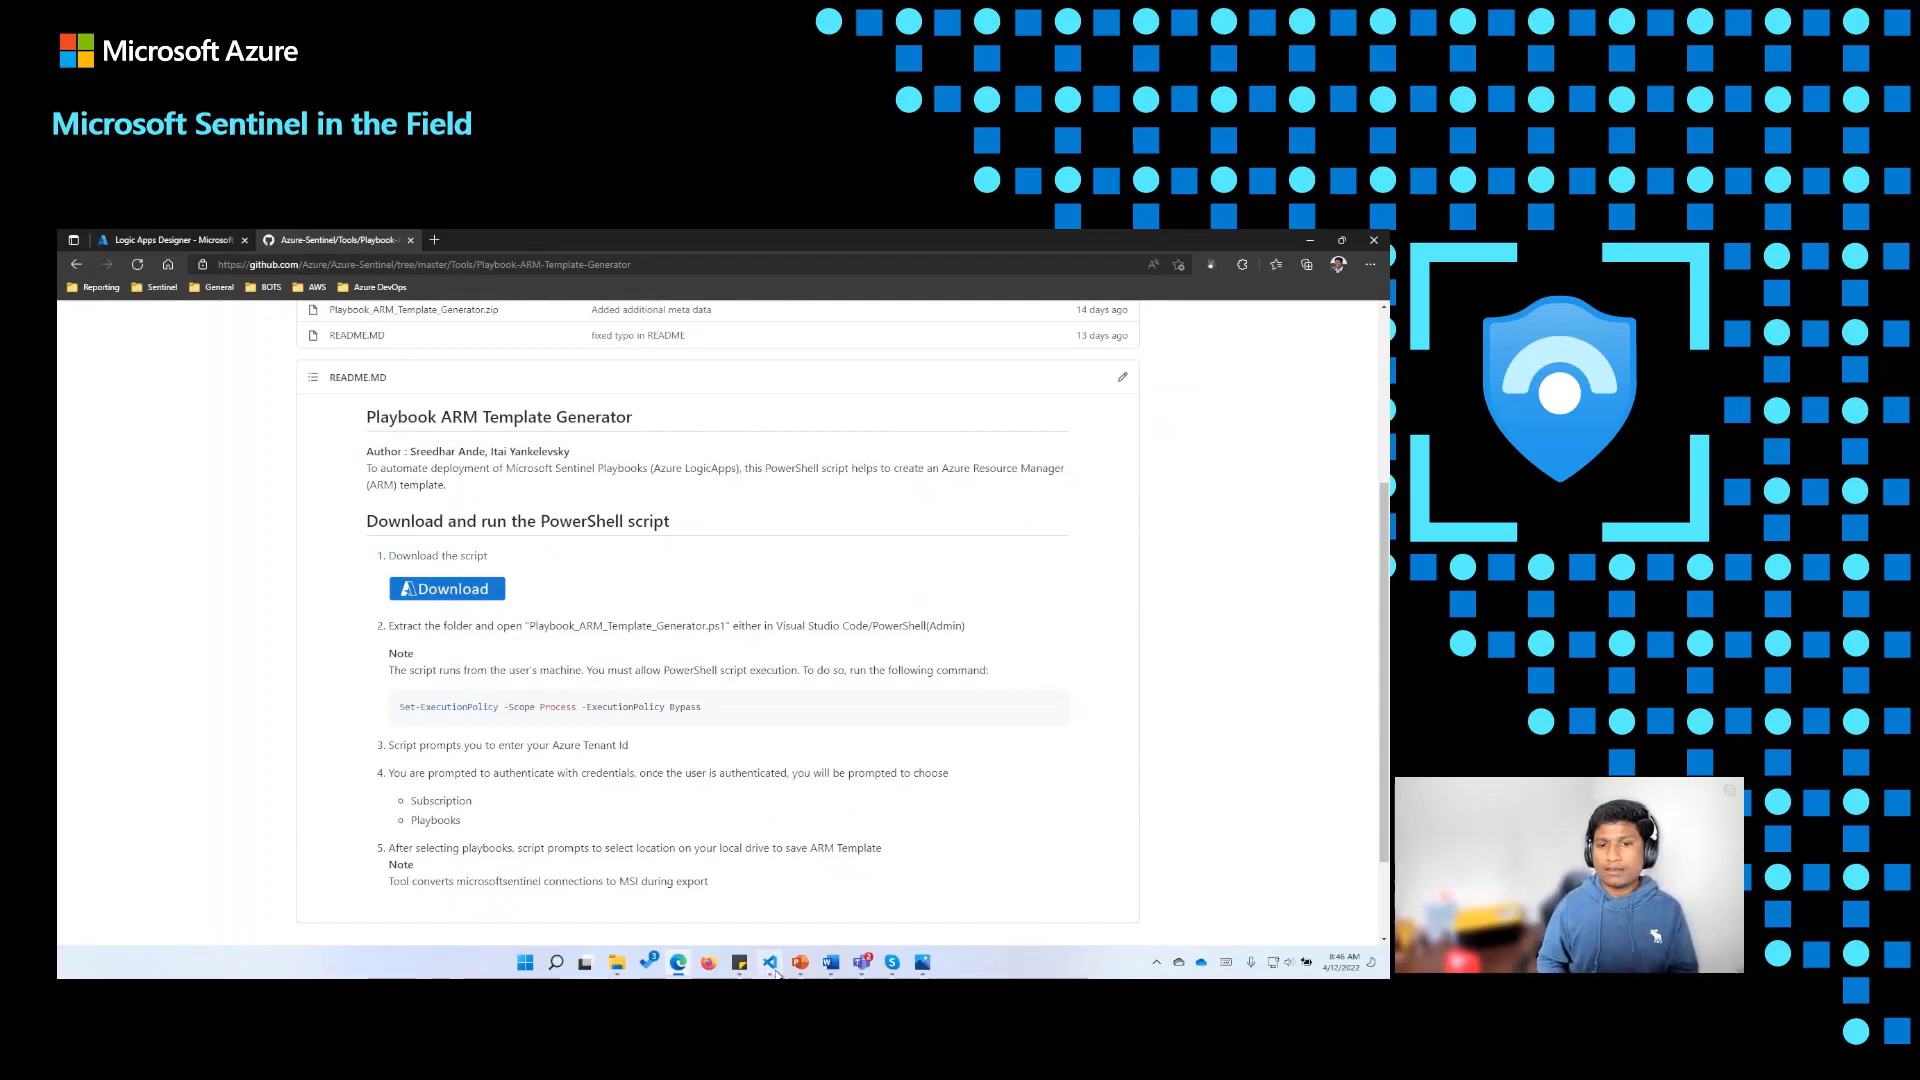 Microsoft Azure
Microsoft Sentinel in the Field
Logic Apps Designer - Microsoft
Azure-Sentinel/Tools/Playbook-
https://github.com/Azure/Azure-Sentinel/tree/master/Tools/Playbook-ARM-Template-Generator
Reporting Sentinel General BOTS AWS Azure DevOps
Playbook_ARM_Template_Generator.zip Added additional meta data 14 days ago
README.MD fixed typo in README 13 days ago
README.MD
Playbook ARM Template Generator
Author : Sreedhar Ande, Itai Yankelevsky
To automate deployment of Microsoft Sentinel Playbooks (Azure LogicApps), this PowerShell script helps to create an Azure Resource Manager
(ARM) template.
Download and run the PowerShell script
1. Download the script
Download
2. Extract the folder and open "Playbook_ARM_Template_Generator.ps1" either in Visual Studio Code/PowerShell(Admin)
Note
The script runs from the user's machine. You must allow PowerShell script execution. To do so, run the following command:
Set-ExecutionPolicy -Scope Process -ExecutionPolicy Bypass
3. Script prompts you to enter your Azure Tenant Id
4. You are prompted to authenticate with credentials, once the user is authenticated, you will be prompted to choose
Subscription
Playbooks
5. After selecting playbooks, script prompts to select location on your local drive to save ARM Template
Note
Tool converts microsoftsentinel connections to MSI during export
8:46 AM
4/12/2022